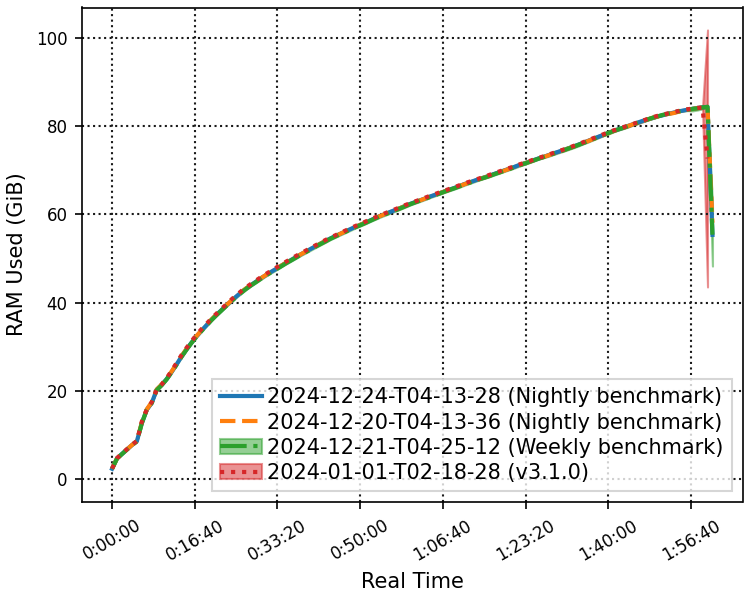 100
80
60
40
20
0
RAM Used (GiB)
2024-12-24-T04-13-28 (Nightly benchmark)
2024-12-20-T04-13-36 (Nightly benchmark)
2024-12-21-T04-25-12 (Weekly benchmark)
2024-01-01-T02-18-28 (v3.1.0)
0:00:00
0:16:40
0:33:20
0:50:00
1:06:40
1:23:20
1:40:00
1:56:40
Real Time